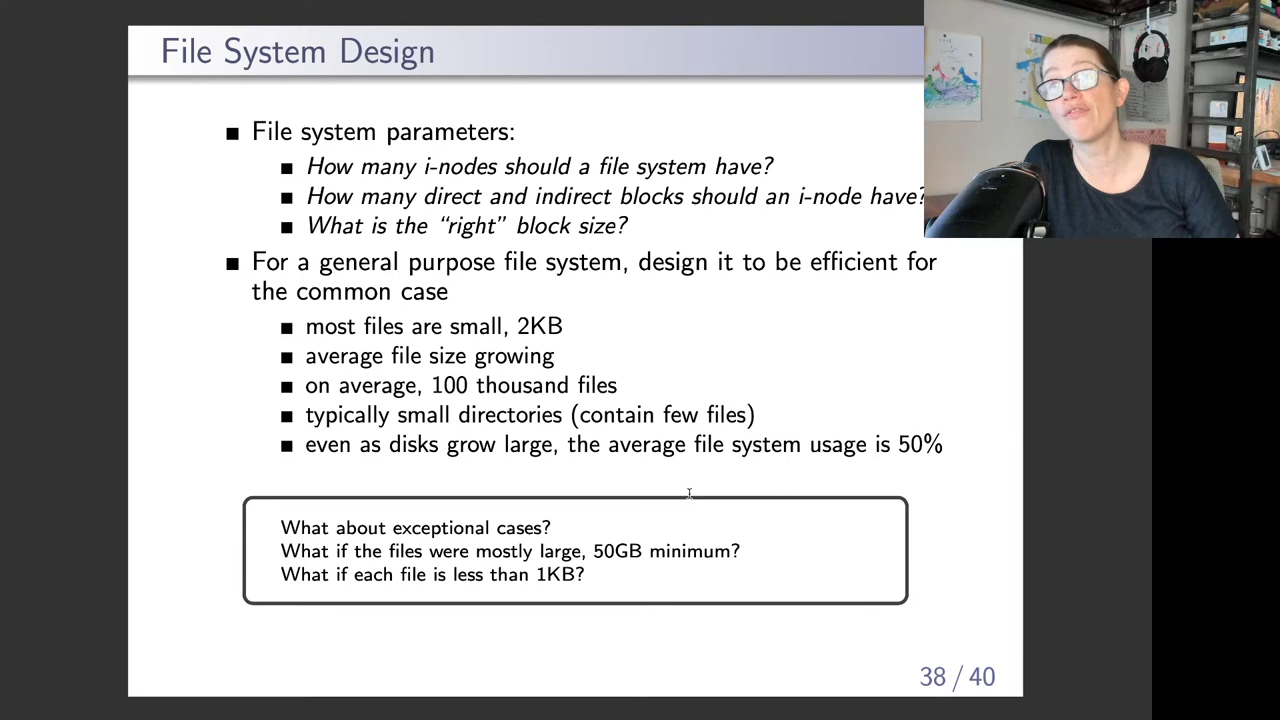 File System Design
File system parameters:
How many i-nodes should a file system have?
How many direct and indirect blocks should an i-node have?
What is the “right” block size?
For a general purpose file system, design it to be efficient for
the common case
most files are small, 2KB
average file size growing
on average, 100 thousand files
typically small directories (contain few files)
even as disks grow large, the average file system usage is 50%
What about exceptional cases?
What if the files were mostly large, 50GB minimum?
What if each file is less than 1KB?
38 / 40